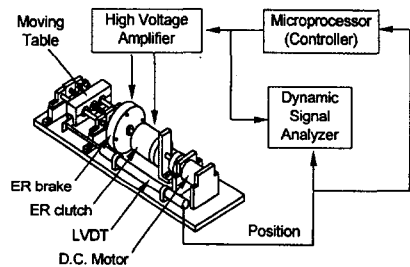 Moving
Table
High Voltage
Amplifier
Microprocessor
(Controller)
Dynamic
Signal
Analyzer
ER brake
ER clutch
LVDT
D.C. Motor
Position